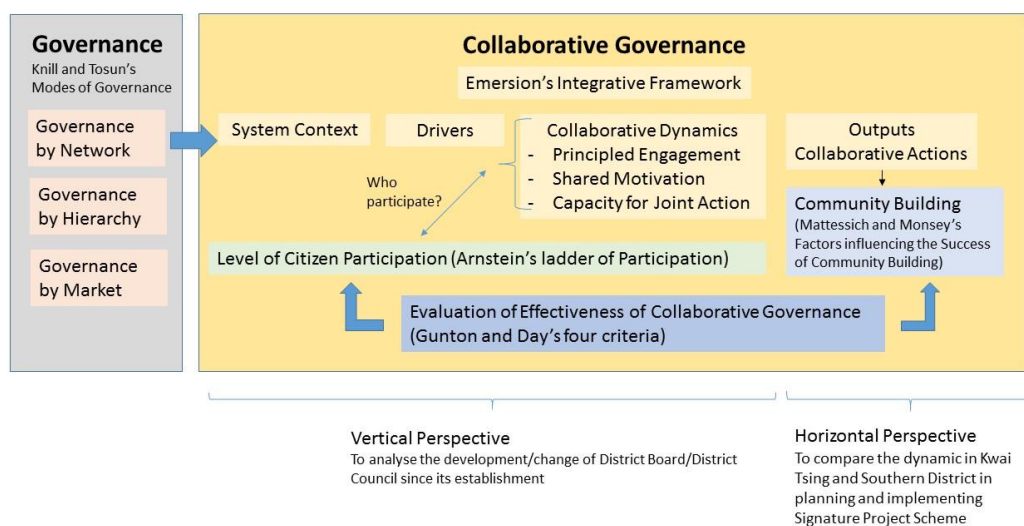 Governance
Knill and Tosun's
Modes of Governance
Governance
by Network
Governance
by Hierarchy
Governance
by Market
Collaborative Governance
Emersion's Integrative Framework
System Context
Drivers
Collaborative Dynamics
- Principled Engagement
- Shared Motivation
- Capacity for Joint Action
Outputs
Collaborative Actions
Who
participate?
Community Building
(Mattessich and Monsey's
Factors influencing the Success
of Community Building)
Level of Citizen Participation (Arnstein's ladder of Participation)
Evaluation of Effectiveness of Collaborative Governance
(Gunton and Day's four criteria)
Vertical Perspective
To analyse the development/change of District Board/District
Council since its establishment
Horizontal Perspective
To compare the dynamic in Kwai
Tsing and Southern District in
planning and implementing
Signature Project Scheme